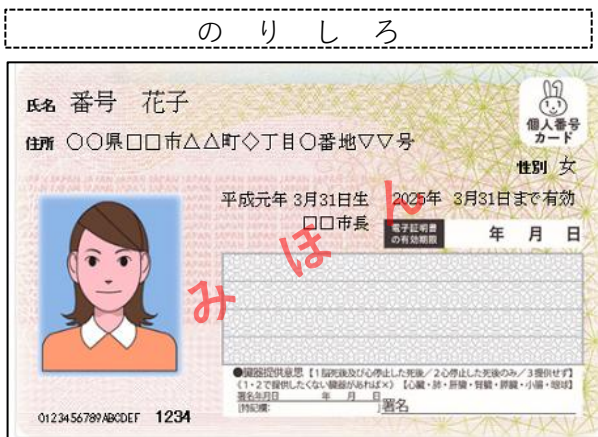 のりしろ
氏名 番号 花子
個人番号
カード
住所 〇〇県口口市△△町◇丁目〇番地▽▽号
性別 女
平成元年 3月31日生 2025年 3月31日まで有効
口口市長
電子証明書
の有効期限
年 月 日
みほん
●臓器提供意思【1脳死後及び心停止した死後／2心停止した死後のみ／3提供せず】
《1・2で提供したくない臓器があれば×》【心臓・肺・肝臓・腎臓・膵臓・小腸・眼球】
署名年月日 年 月 日
[特記欄: ]署名
0123456789ABCDEF 1234